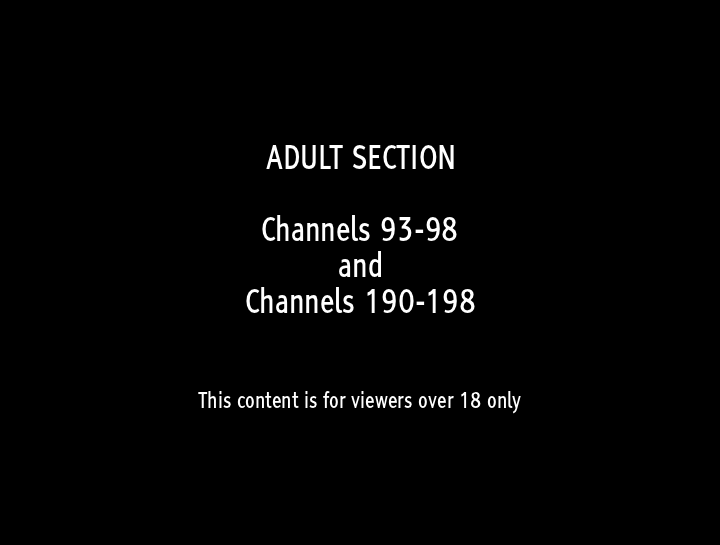 ADULT SECTION
Channels 93-98
and
Channels 190-198
This content is for viewers over 18 only